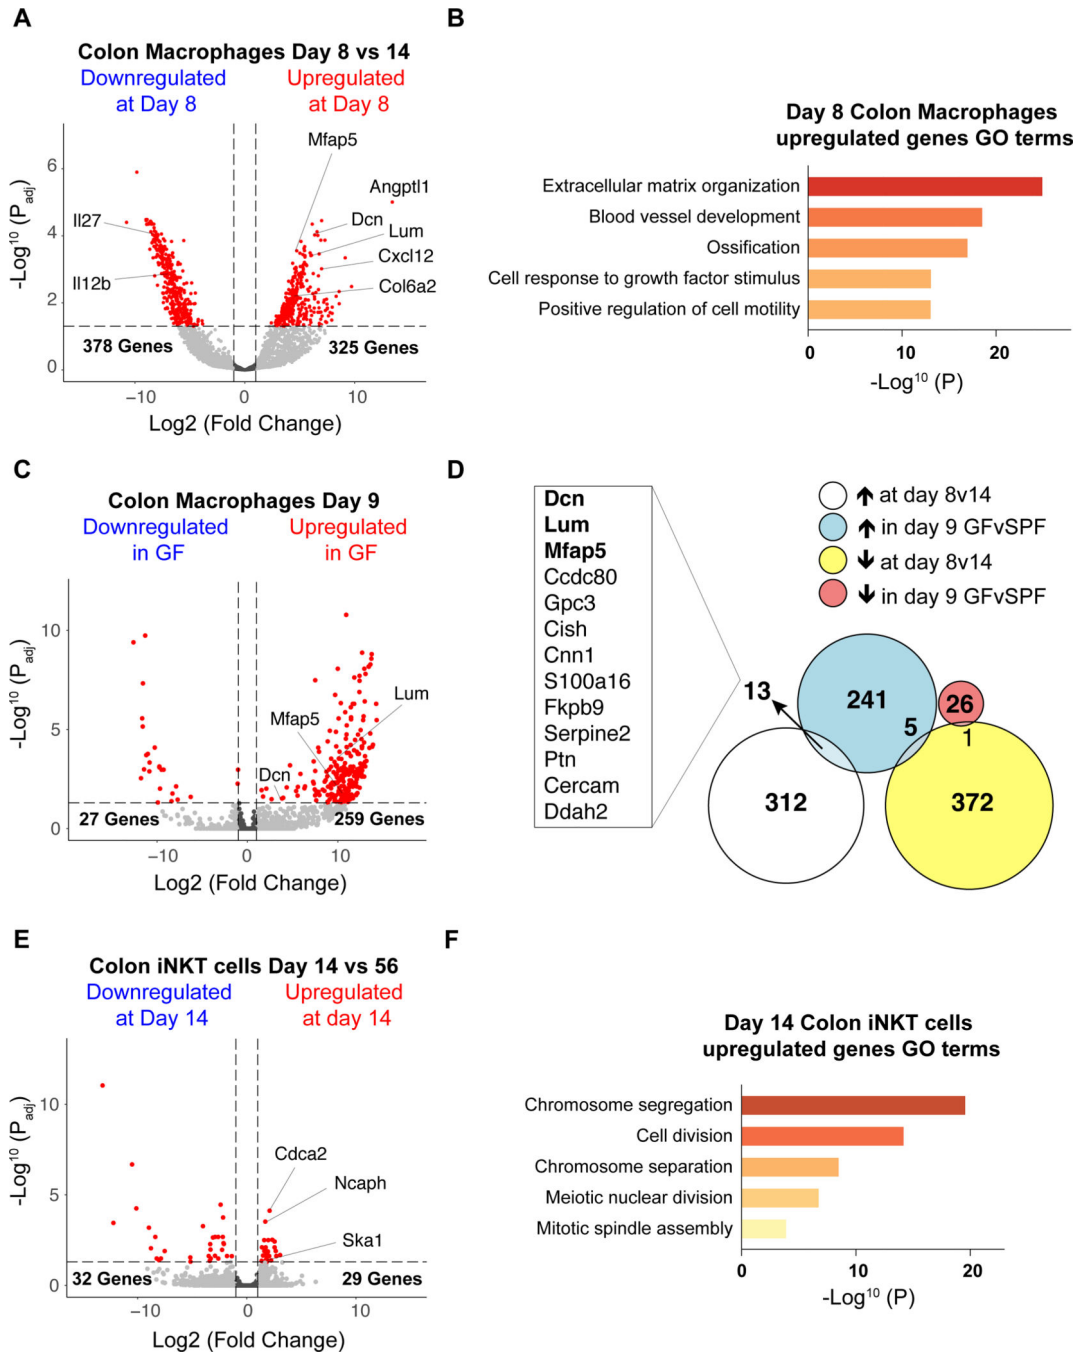 A
Colon Macrophages Day 8 vs 14
Downregulated
at Day 8
Upregulated
at Day 8
Mfap5
Angptl1
Il27
Dcn
Lum
Cxcl12
Il12b
Col6a2
378 Genes
325 Genes
6
4
2
0
-Log¹⁰ (Padj)
−10
0
10
Log2 (Fold Change)
B
Day 8 Colon Macrophages
upregulated genes GO terms
Extracellular matrix organization
Blood vessel development
Ossification
Cell response to growth factor stimulus
Positive regulation of cell motility
0
10
20
-Log¹⁰ (P)
C
Colon Macrophages Day 9
Downregulated
in GF
Upregulated
in GF
Lum
Mfap5
Dcn
27 Genes
259 Genes
10
5
0
-Log¹⁰ (Padj)
−10
0
10
Log2 (Fold Change)
D
Dcn
Lum
Mfap5
Ccdc80
Gpc3
Cish
Cnn1
S100a16
Fkpb9
Serpine2
Ptn
Cercam
Ddah2
↑ at day 8v14
↑ in day 9 GFvSPF
↓ at day 8v14
↓ in day 9 GFvSPF
13
241
26
5
1
312
372
E
Colon iNKT cells Day 14 vs 56
Downregulated
at Day 14
Upregulated
at day 14
Cdca2
Ncaph
Ska1
32 Genes
29 Genes
10
5
0
-Log¹⁰ (Padj)
−10
0
10
Log2 (Fold Change)
F
Day 14 Colon iNKT cells
upregulated genes GO terms
Chromosome segregation
Cell division
Chromosome separation
Meiotic nuclear division
Mitotic spindle assembly
0
10
20
-Log¹⁰ (P)